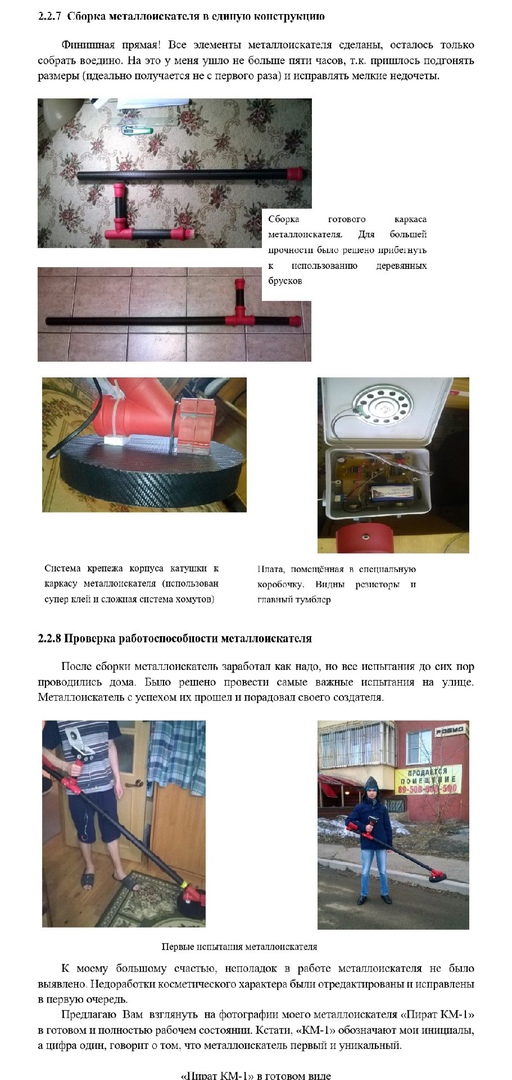 2.2.7 Сборка металлоискателя в единую конструкцию
Финишная прямая! Все элементы металлоискателя сделаны, осталось только
собрать воедино. На это у меня ушло не больше пяти часов, т.к. пришлось подгонять
размеры (идеально получается не с первого раза) и исправлять мелкие недочеты.
Сборка готового каркаса
металлоискателя. Для большей
прочности было решено прибегнуть
к использованию деревянных
брусков
Система крепежа корпуса катушки к
каркасу металлоискателя (использован
супер клей и сложная система хомутов)
Плата, помещённая в специальную
коробочку. Видны резисторы и
главный тумблер
2.2.8 Проверка работоспособности металлоискателя
После сборки металлоискатель заработал как надо, но все испытания до сих пор
проводились дома. Было решено провести самые важные испытания на улице.
Металлоискатель с успехом их прошел и порадовал своего создателя.
ПРОДАЕТСЯ
ПОМЕЩЕНИЕ
Первые испытания металлоискателя
К моему большому счастью, неполадок в работе металлоискателя не было
выявлено. Недоработки косметического характера были отредактированы и исправлены
в первую очередь.
Предлагаю Вам взглянуть на фотографии моего металлоискателя «Пират КМ-1»
в готовом и полностью рабочем состоянии. Кстати, «КМ-1» обозначают мои инициалы,
а цифра один, говорит о том, что металлоискатель первый и уникальный.
«Пират КМ-1» в готовом виде